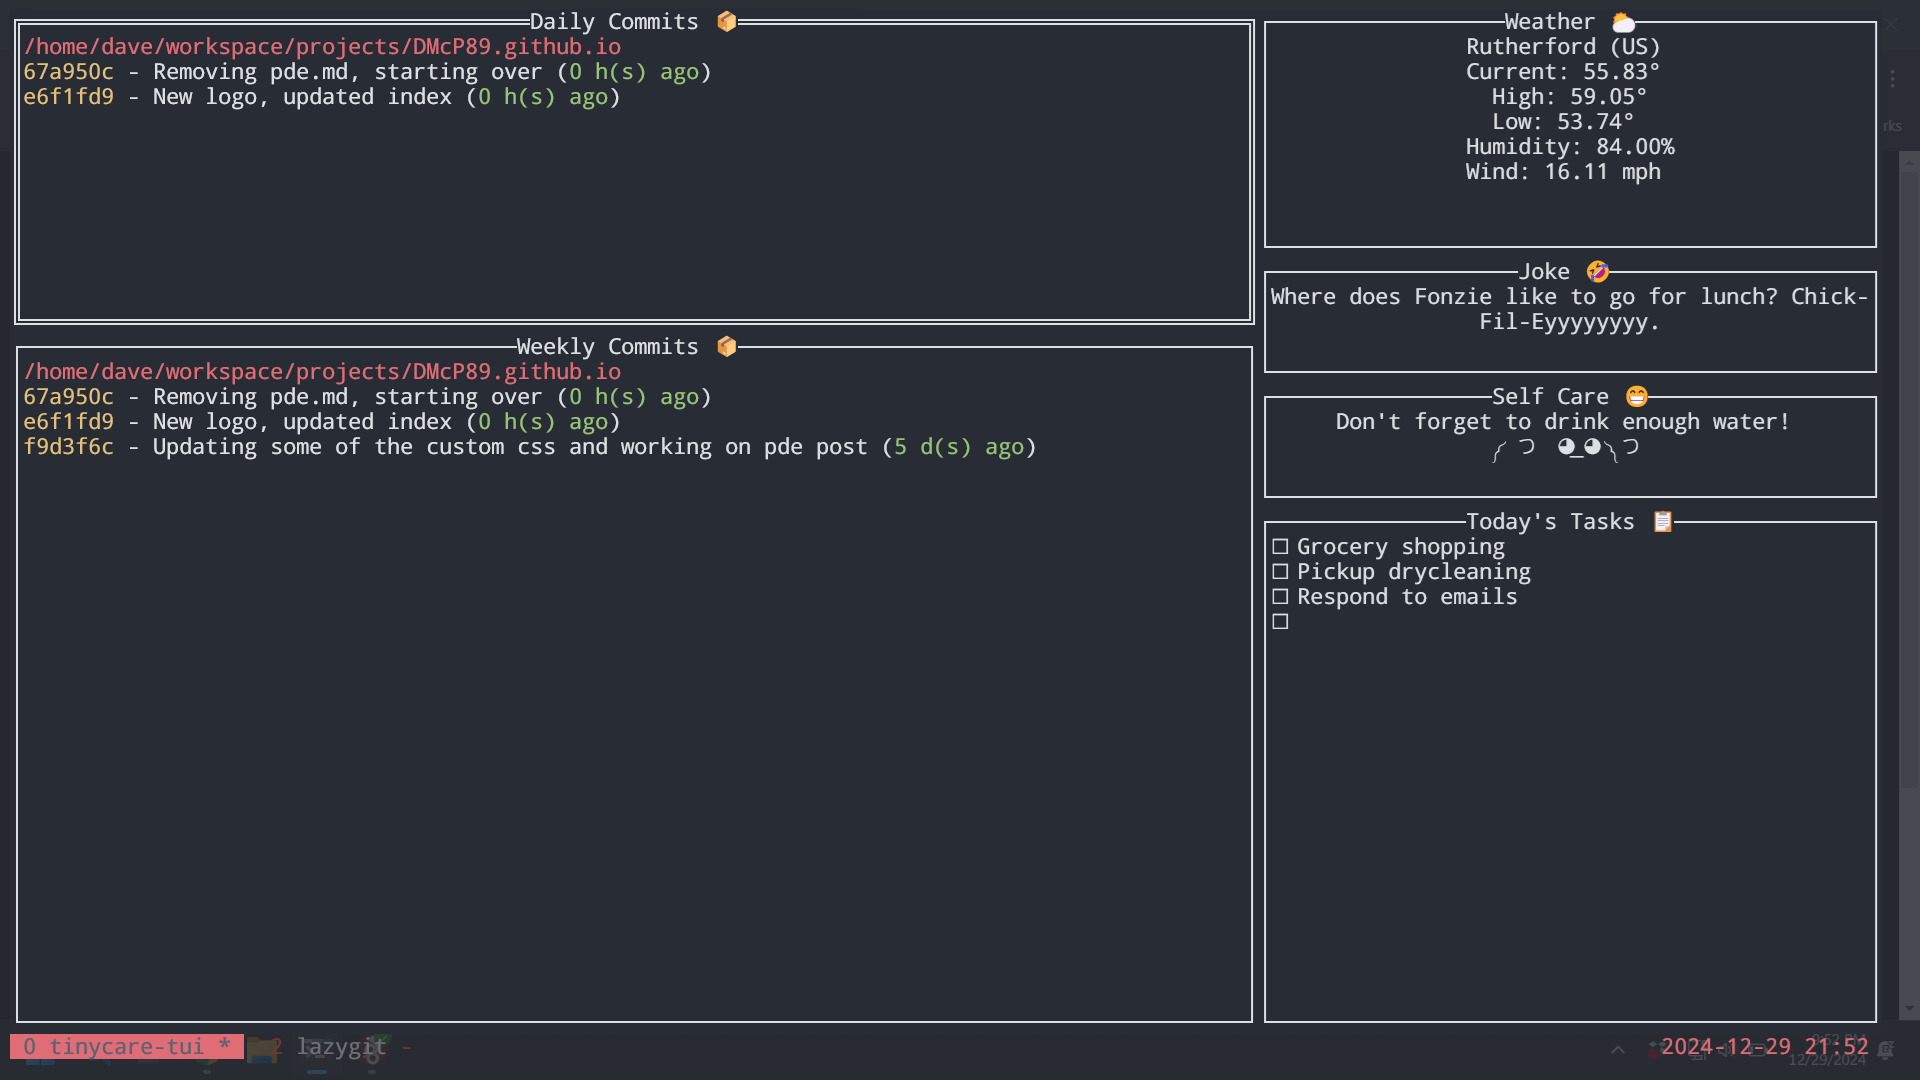 Daily Commits 📦
/home/dave/workspace/projects/DMcP89.github.io
67a950c - Removing pde.md, starting over (0 h(s) ago)
e6f1fd9 - New logo, updated index (0 h(s) ago)
Weekly Commits 📦
/home/dave/workspace/projects/DMcP89.github.io
67a950c - Removing pde.md, starting over (0 h(s) ago)
e6f1fd9 - New logo, updated index (0 h(s) ago)
f9d3f6c - Updating some of the custom css and working on pde post (5 d(s) ago)
Weather ⛅
Rutherford (US)
Current: 55.83°
High: 59.05°
Low: 53.74°
Humidity: 84.00%
Wind: 16.11 mph
Joke 🤣
Where does Fonzie like to go for lunch? Chick-
Fil-Eyyyyyyyy.
Self Care 😁
Don't forget to drink enough water!
༼ つ ◕_◕ ༽つ
Today's Tasks 📋
☐ Grocery shopping
☐ Pickup drycleaning
☐ Respond to emails
☐
0 tinycare-tui * 2 lazygit -
2024-12-29 21:52
12/29/2024